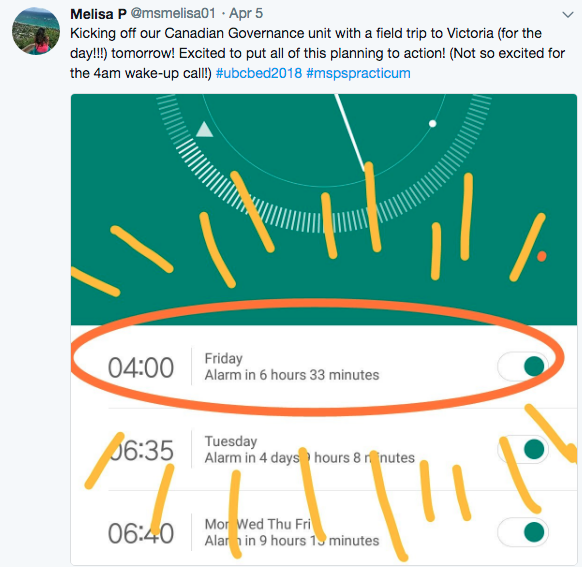 Melisa P @msmelisa01 · Apr 5
Kicking off our Canadian Governance unit with a field trip to Victoria (for the
day!!!) tomorrow! Excited to put all of this planning to action! (Not so excited for
the 4am wake-up call!) #ubcbed2018 #mspspracticum
04:00
Friday
Alarm in 6 hours 33 minutes
06:35
Tuesday
Alarm in 4 days 9 hours 8 minutes
06:40
Mon Wed Thu Fri
Alarm in 9 hours 13 minutes